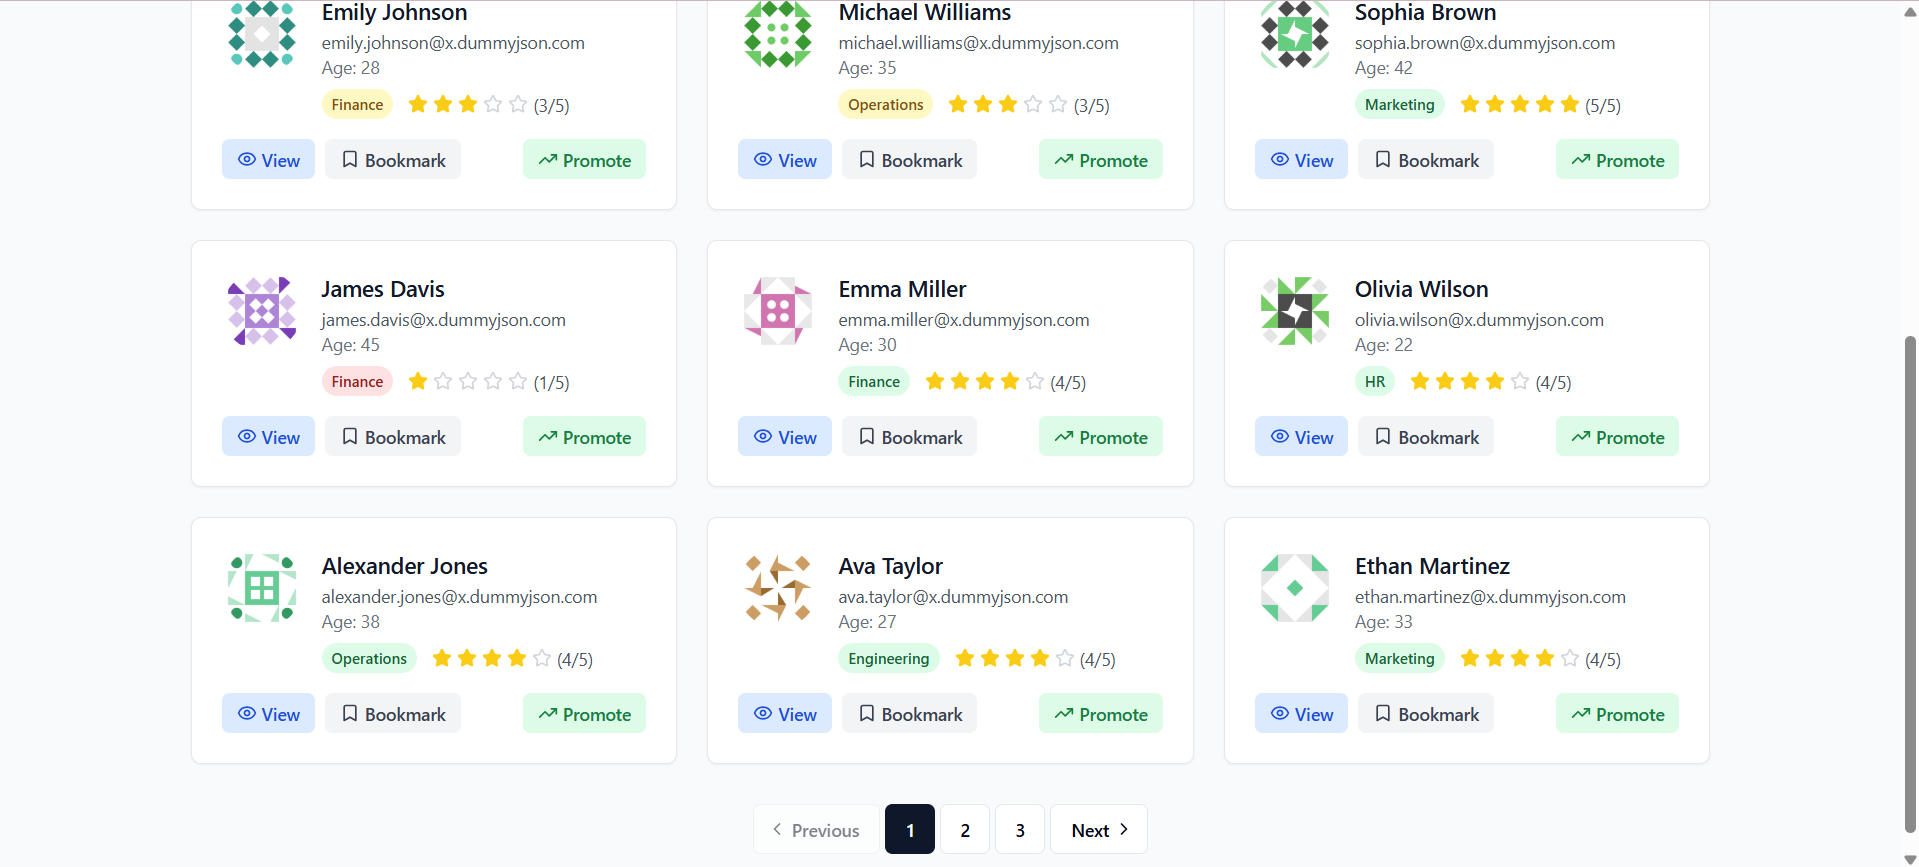 Emily Johnson
emily.johnson@x.dummyjson.com
Age: 28
Finance (3/5)
View Bookmark Promote
Michael Williams
michael.williams@x.dummyjson.com
Age: 35
Operations (3/5)
View Bookmark Promote
Sophia Brown
sophia.brown@x.dummyjson.com
Age: 42
Marketing (5/5)
View Bookmark Promote
James Davis
james.davis@x.dummyjson.com
Age: 45
Finance (1/5)
View Bookmark Promote
Emma Miller
emma.miller@x.dummyjson.com
Age: 30
Finance (4/5)
View Bookmark Promote
Olivia Wilson
olivia.wilson@x.dummyjson.com
Age: 22
HR (4/5)
View Bookmark Promote
Alexander Jones
alexander.jones@x.dummyjson.com
Age: 38
Operations (4/5)
View Bookmark Promote
Ava Taylor
ava.taylor@x.dummyjson.com
Age: 27
Engineering (4/5)
View Bookmark Promote
Ethan Martinez
ethan.martinez@x.dummyjson.com
Age: 33
Marketing (4/5)
View Bookmark Promote
Previous 1 2 3 Next